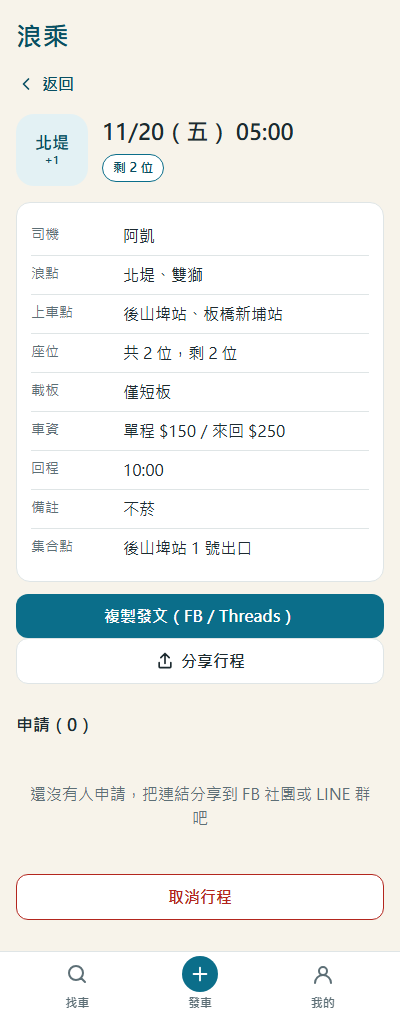 浪乘
返回
北堤
+1
11/20（五） 05:00
剩 2 位
司機 阿凱
浪點 北堤、雙獅
上車點 後山埤站、板橋新埔站
座位 共 2 位，剩 2 位
載板 僅短板
車資 單程 $150 / 來回 $250
回程 10:00
備註 不菸
集合點 後山埤站 1 號出口
複製發文（FB / Threads）
分享行程
申請（0）
還沒有人申請，把連結分享到 FB 社團或 LINE 群
吧
取消行程
找車 發車 我的